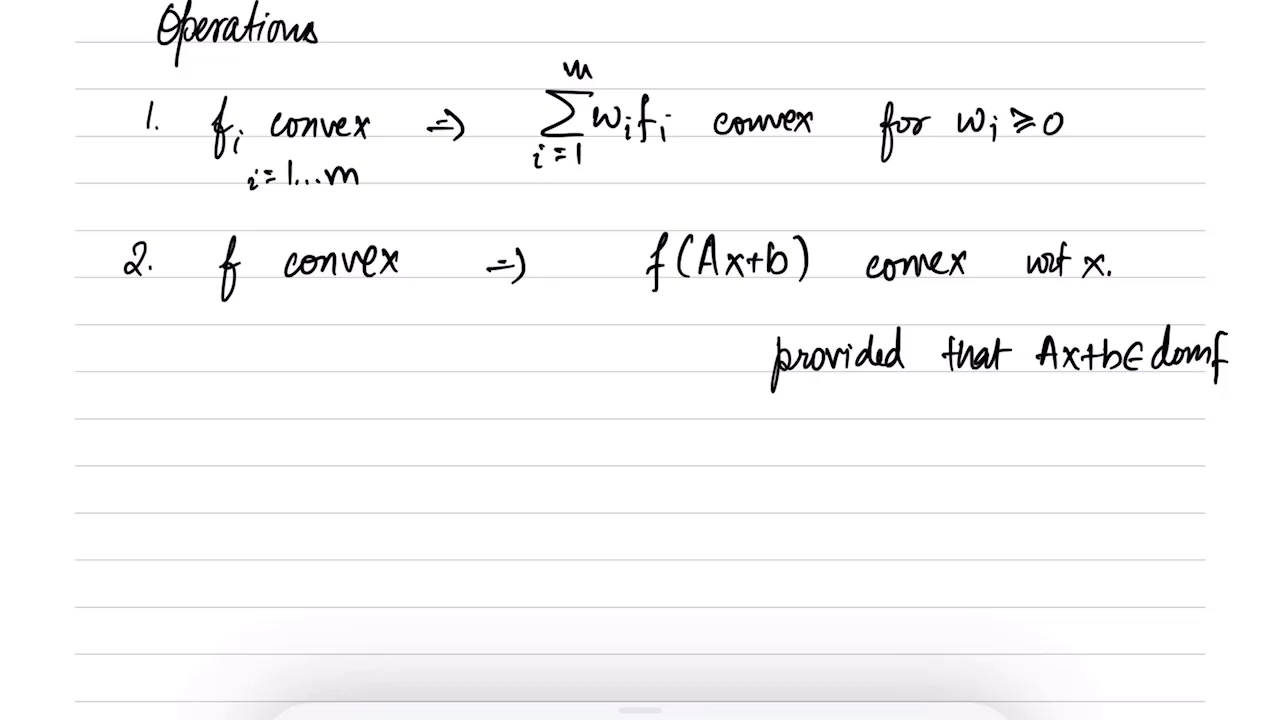 Operations
1. fᵢ convex ⇒ ∑ᵢ₌₁ᵐ wᵢfᵢ convex for wᵢ ⩾ 0
i = 1...m
2. f convex ⇒ f(Ax+b) convex wrt x.
provided that Ax+b ∈ domf